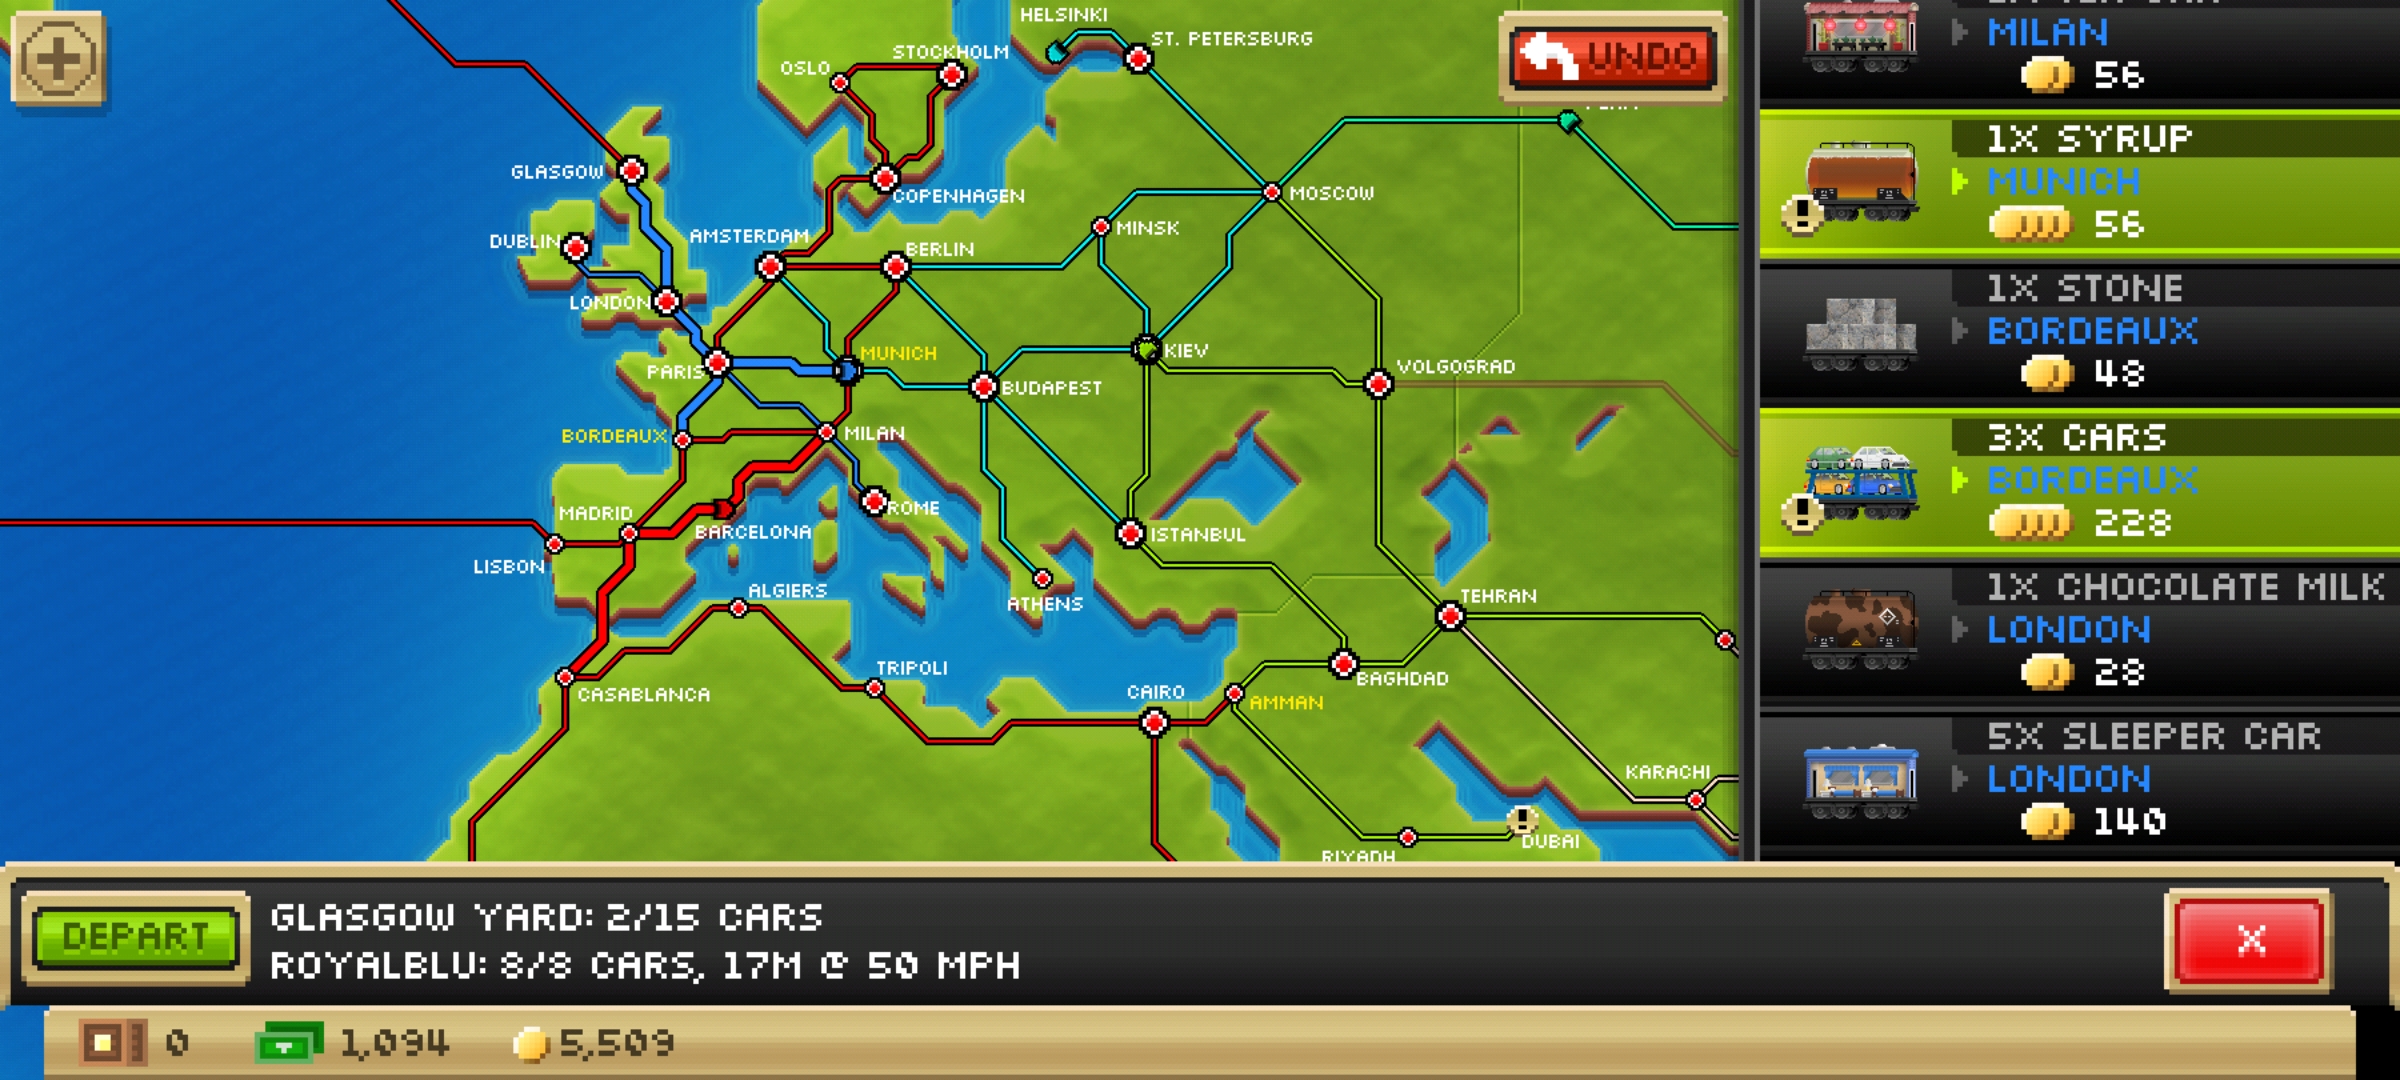 HELSINKI
ST. PETERSBURG
STOCKHOLM
OSLO
UNDO
GLASGOW
COPENHAGEN
MOSCOW
DUBLIN
AMSTERDAM
BERLIN
MINSK
LONDON
PARIS
MUNICH
KIEV
VOLGOGRAD
BUDAPEST
BORDEAUX
MILAN
MADRID
BARCELONA
ROME
ISTANBUL
LISBON
ALGIERS
ATHENS
TEHRAN
CASABLANCA
TRIPOLI
CAIRO
AMMAN
BAGHDAD
KARACHI
RIYADH
DUBAI
MILAN
56
1X SYRUP
MUNICH
56
1X STONE
BORDEAUX
48
3X CARS
BORDEAUX
228
1X CHOCOLATE MILK
LONDON
28
5X SLEEPER CAR
LONDON
140
DEPART
GLASGOW YARD: 2/15 CARS
ROYALBLU: 8/8 CARS, 17M @ 50 MPH
X
0
1,094
5,509